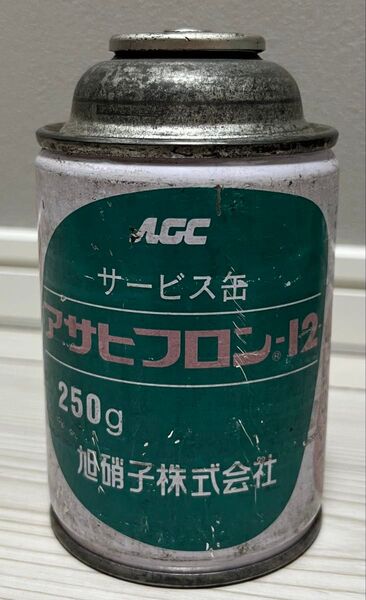 AGC
サービス缶
アサヒフロン®-12
250g
旭硝子株式会社